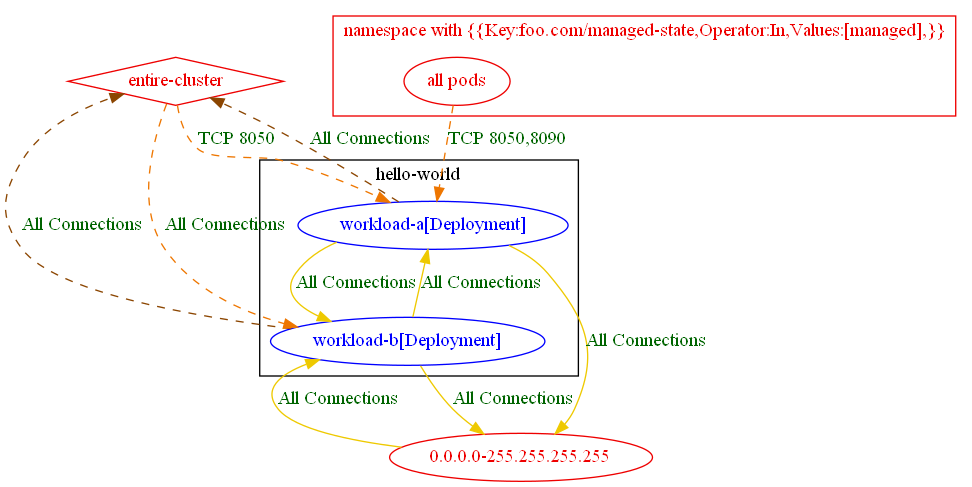 namespace with {{Key:foo.com/managed-state,Operator:In,Values:[managed],}}
entire-cluster
all pods
TCP 8050
All Connections
TCP 8050,8090
hello-world
All Connections
All Connections
workload-a[Deployment]
All Connections
All Connections
All Connections
workload-b[Deployment]
All Connections
All Connections
0.0.0.0-255.255.255.255